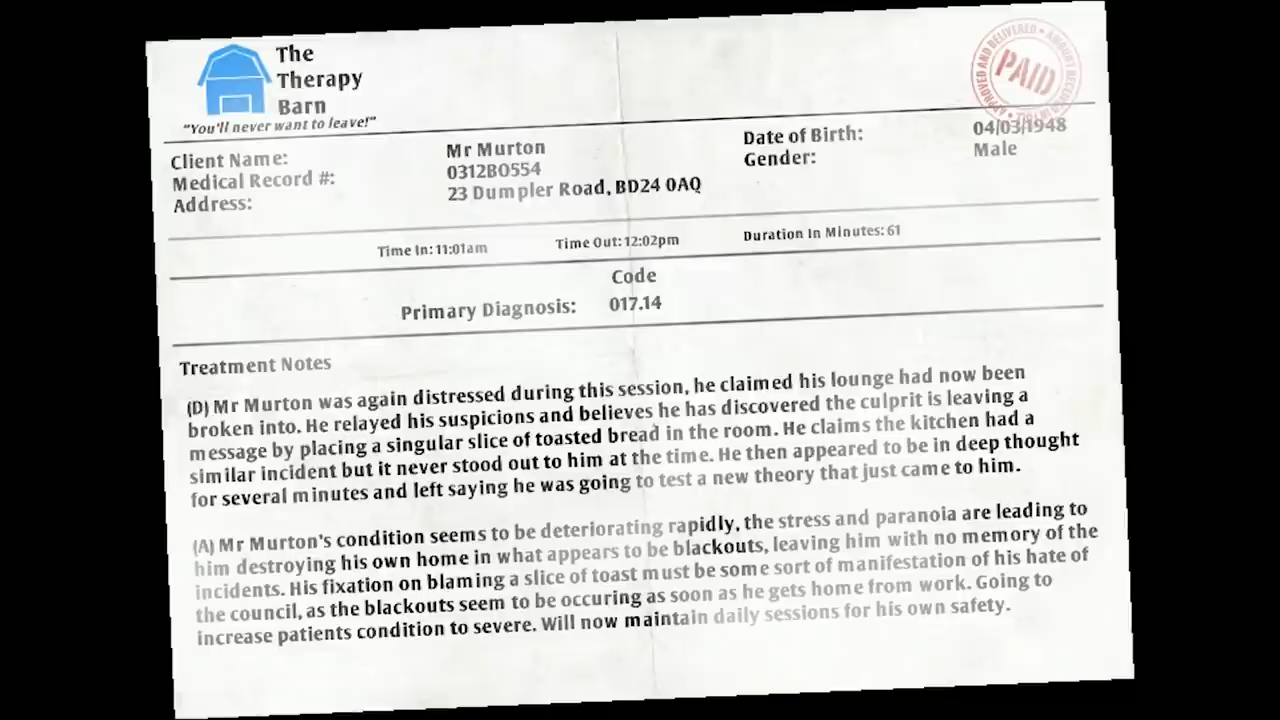 The
Therapy
Barn
"You'll never want to leave!"
APPROVED AND DELIVERED • AMOUNT RECEIVED
PAID
Client Name: Mr Murton Date of Birth: 04/03/1948
Medical Record #: 0312BO554 Gender: Male
Address: 23 Dumpler Road, BD24 0AQ
Time In: 11:01am Time Out: 12:02pm Duration In Minutes: 61
Code
Primary Diagnosis: 017.14
Treatment Notes
(D) Mr Murton was again distressed during this session, he claimed his lounge had now been
broken into. He relayed his suspicions and believes he has discovered the culprit is leaving a
message by placing a singular slice of toasted bread in the room. He claims the kitchen had a
similar incident but it never stood out to him at the time. He then appeared to be in deep thought
for several minutes and left saying he was going to test a new theory that just came to him.
(A) Mr Murton's condition seems to be deteriorating rapidly, the stress and paranoia are leading to
him destroying his own home in what appears to be blackouts, leaving him with no memory of the
incidents. His fixation on blaming a slice of toast must be some sort of manifestation of his hate of
the council, as the blackouts seem to be occuring as soon as he gets home from work. Going to
increase patients condition to severe. Will now maintain daily sessions for his own safety.